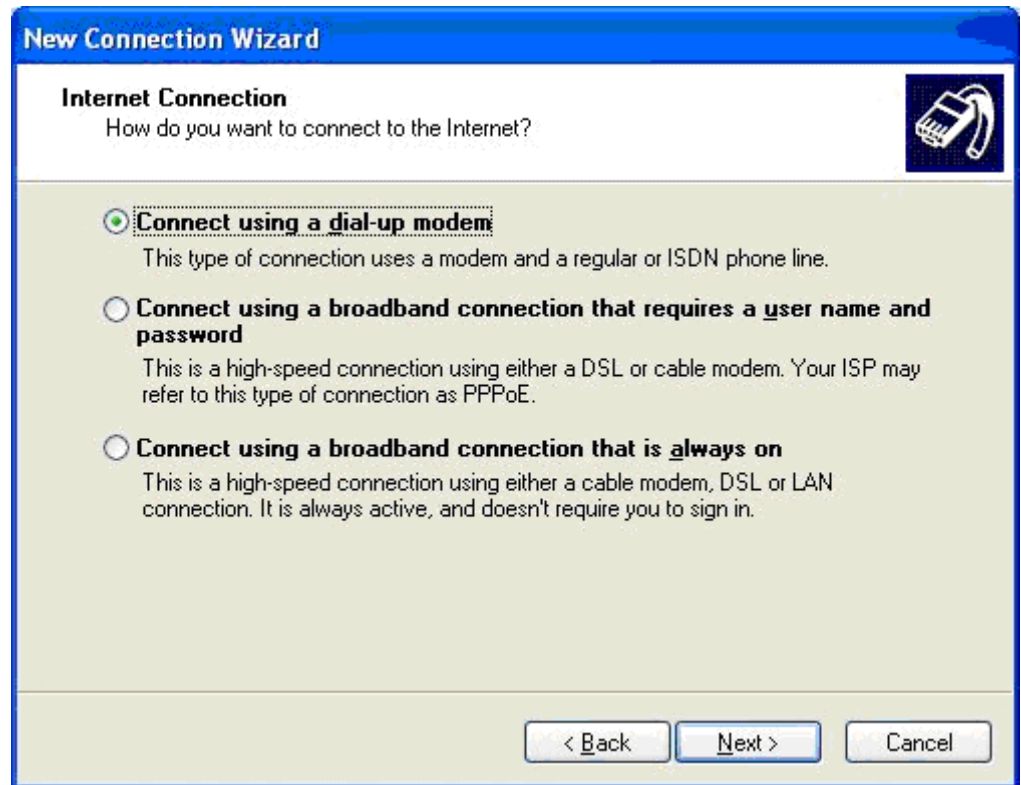 New Connection Wizard
Internet Connection
How do you want to connect to the Internet?
Connect using a dial-up modem
This type of connection uses a modem and a regular or ISDN phone line.
Connect using a broadband connection that requires a user name and
password
This is a high-speed connection using either a DSL or cable modem. Your ISP may
refer to this type of connection as PPPoE.
Connect using a broadband connection that is always on
This is a high-speed connection using either a cable modem, DSL or LAN
connection. It is always active, and doesn't require you to sign in.
< Back Next > Cancel